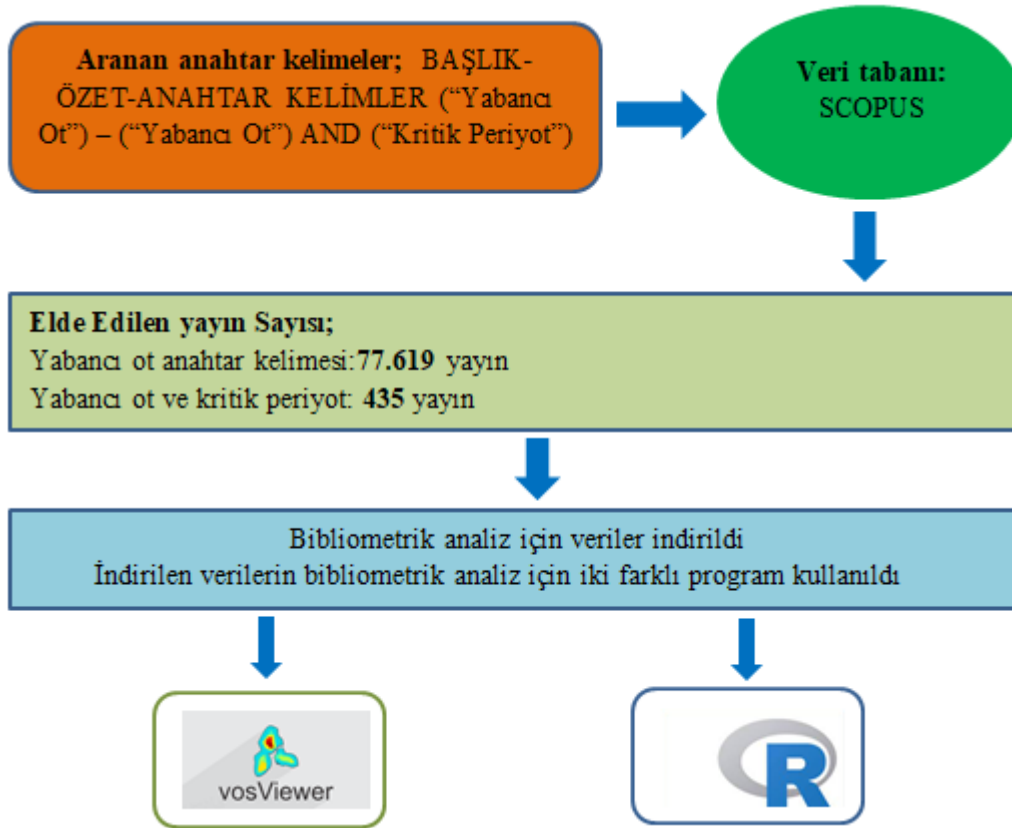 Aranan anahtar kelimeler; BAŞLIK-
ÖZET-ANAHTAR KELİMLER (“Yabancı
Ot”) – (“Yabancı Ot”) AND (“Kritik Periyot”)
Veri tabanı:
SCOPUS
Elde Edilen yayın Sayısı;
Yabancı ot anahtar kelimesi:77.619 yayın
Yabancı ot ve kritik periyot: 435 yayın
Bibliometrik analiz için veriler indirildi
İndirilen verilerin bibliometrik analiz için iki farklı program kullanıldı
vosViewer
R